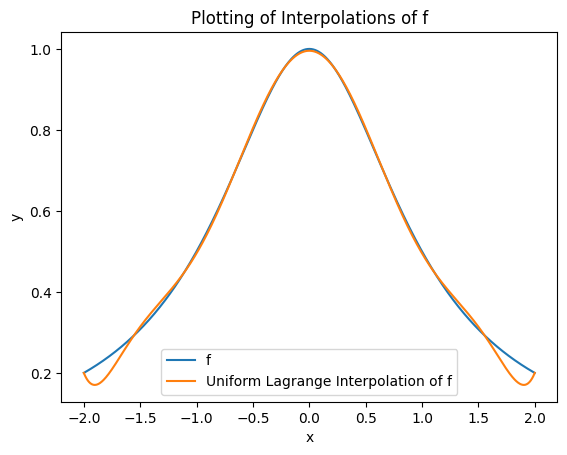 Plotting of Interpolations of f
1.0
0.8
0.6
0.4
0.2
y
f
Uniform Lagrange Interpolation of f
-2.0 -1.5 -1.0 -0.5 0.0 0.5 1.0 1.5 2.0
x